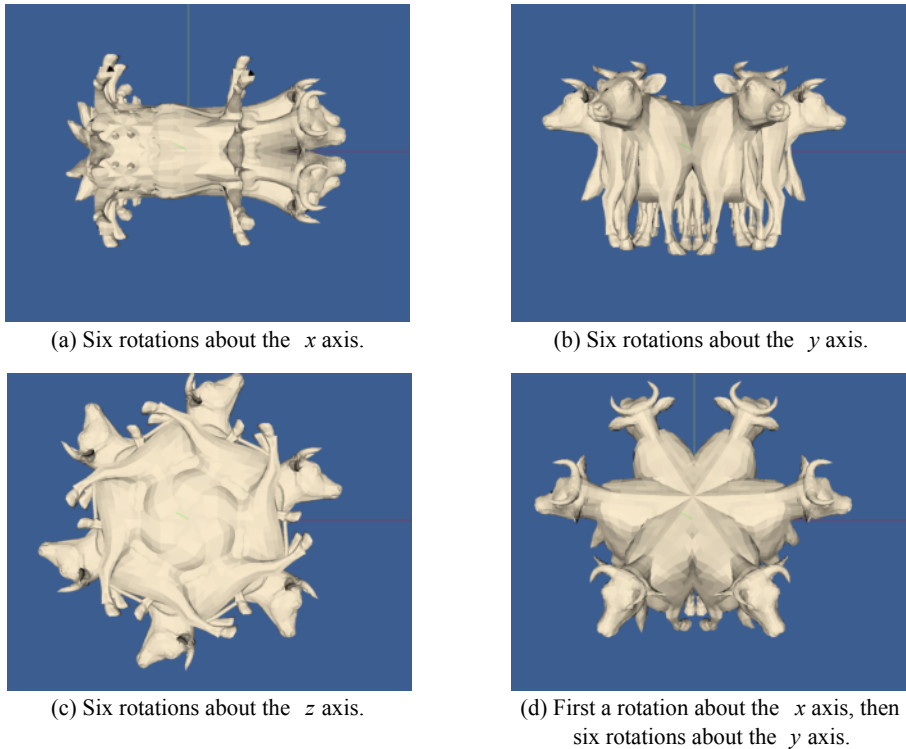 (a) Six rotations about the x axis.
(b) Six rotations about the y axis.
(c) Six rotations about the z axis.
(d) First a rotation about the x axis, then
six rotations about the y axis.